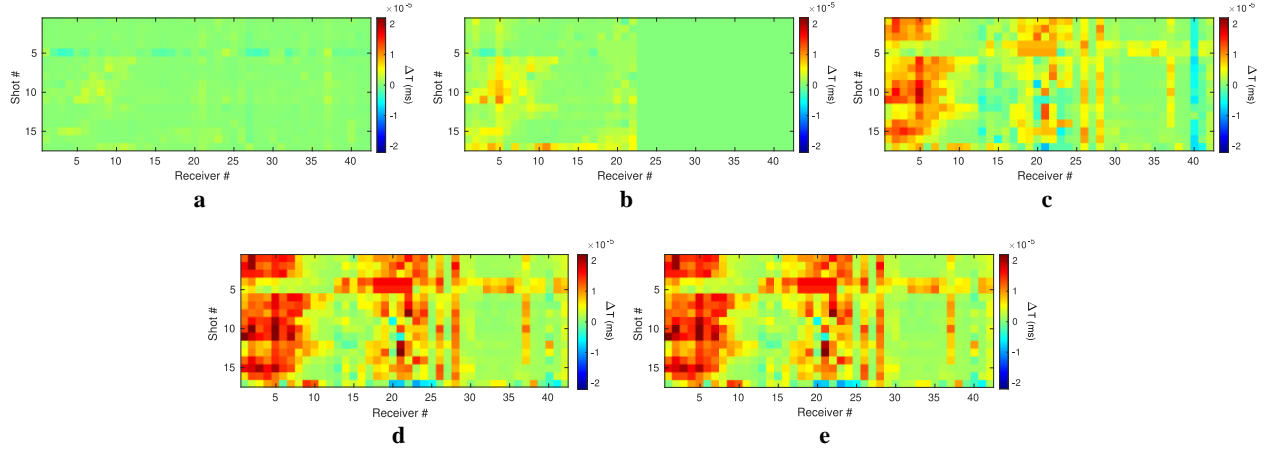 ×10⁻⁵ ×10⁻⁵ ×10⁻⁵
2 2 2
5 1 5 1 5 1
Shot # 10 0 Δ T (ms) Shot # 10 0 Δ T (ms) Shot # 10 0 Δ T (ms)
15 -1 15 -1 15 -1
-2 -2 -2
5 10 15 20 25 30 35 40 5 10 15 20 25 30 35 40 5 10 15 20 25 30 35 40
Receiver # Receiver # Receiver #
a b c
×10⁻⁵ ×10⁻⁵
2 2
5 1 5 1
Shot # 10 0 Δ T (ms) Shot # 10 0 Δ T (ms)
15 -1 15 -1
-2 -2
5 10 15 20 25 30 35 40 5 10 15 20 25 30 35 40
Receiver # Receiver #
d e